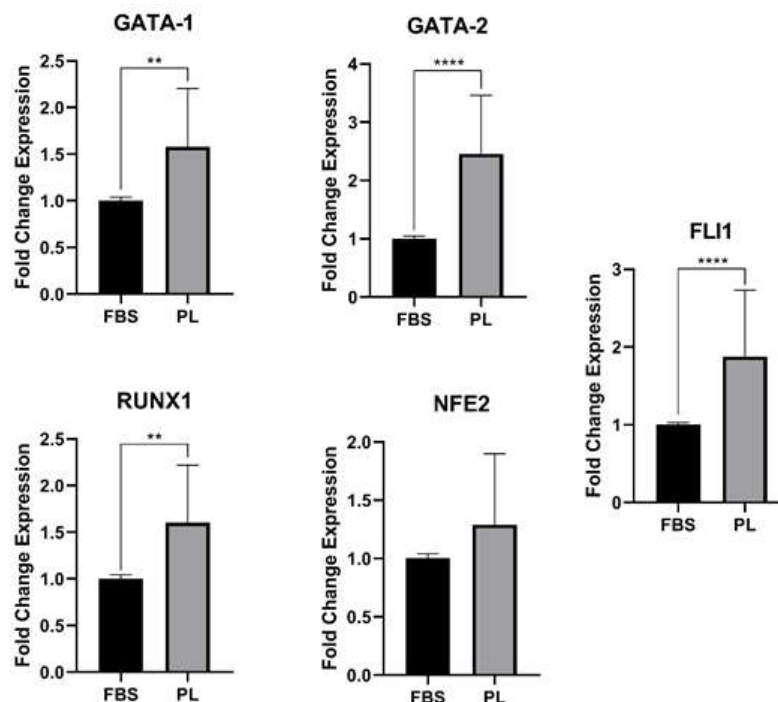 GATA-1
**
Fold Change Expression
2.5
2.0
1.5
1.0
0.5
0.0
FBS PL
GATA-2
****
Fold Change Expression
4
3
2
1
0
FBS PL
FLI1
****
Fold Change Expression
3
2
1
0
FBS PL
RUNX1
**
Fold Change Expression
2.5
2.0
1.5
1.0
0.5
0.0
FBS PL
NFE2
Fold Change Expression
2.0
1.5
1.0
0.5
0.0
FBS PL